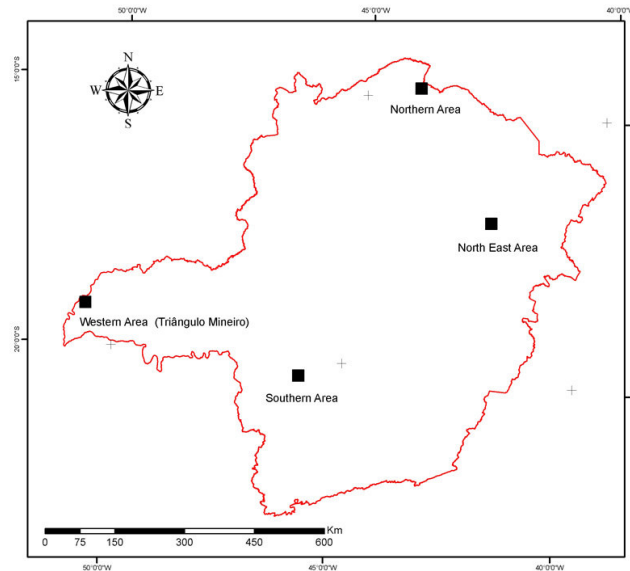 50°0'0"W 45°0'0"W 40°0'0"W
15°0'0"S
N
W E
S
Northern Area
North East Area
Western Area (Triângulo Mineiro)
20°0'0"S
Southern Area
Km
0 75 150 300 450 600
50°0'0"W 45°0'0"W 40°0'0"W